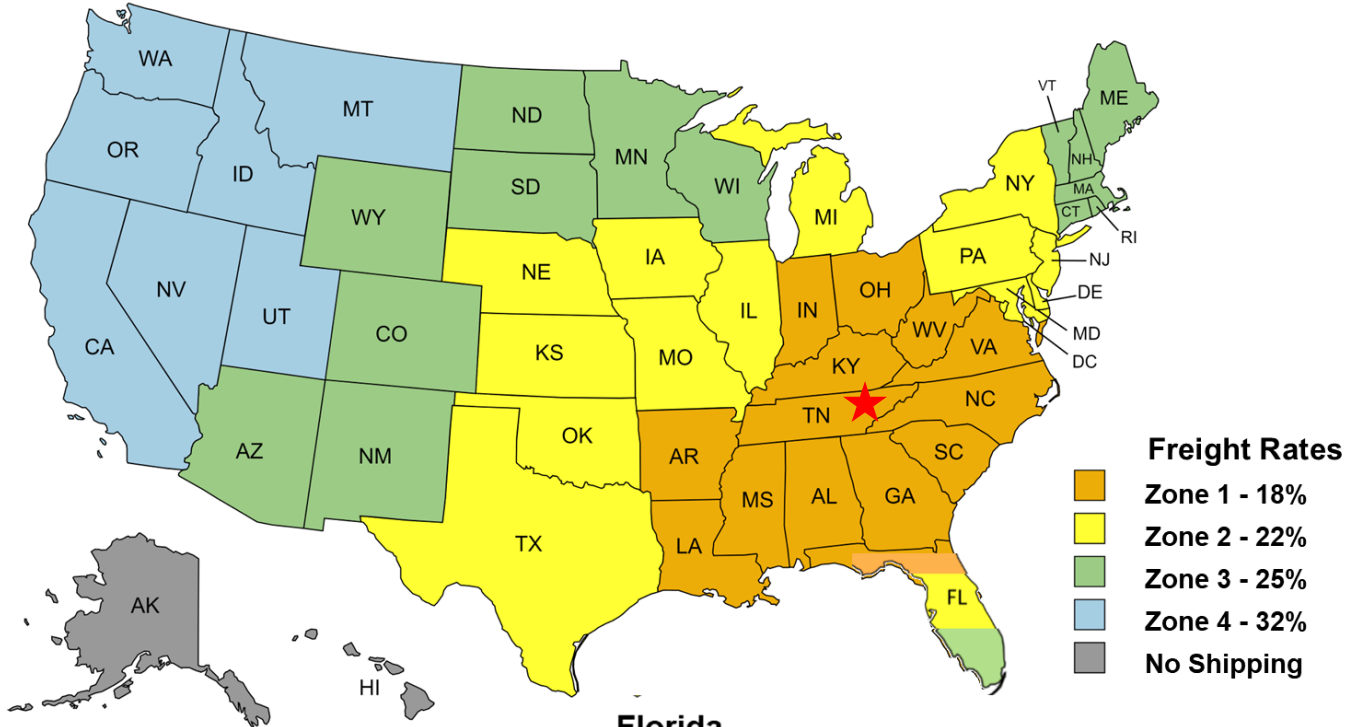 WA
MT
ND
MN
VT
ME
OR
ID
SD
WI
NH
WY
MI
NY
MA
CT
RI
NE
IA
PA
NJ
NV
UT
CO
IL
IN
OH
DE
MD
DC
CA
KS
MO
WV
VA
KY
TN
NC
AZ
NM
OK
AR
SC
MS
AL
GA
TX
LA
FL
AK
HI
Freight Rates
Zone 1 - 18%
Zone 2 - 22%
Zone 3 - 25%
Zone 4 - 32%
No Shipping
Florida